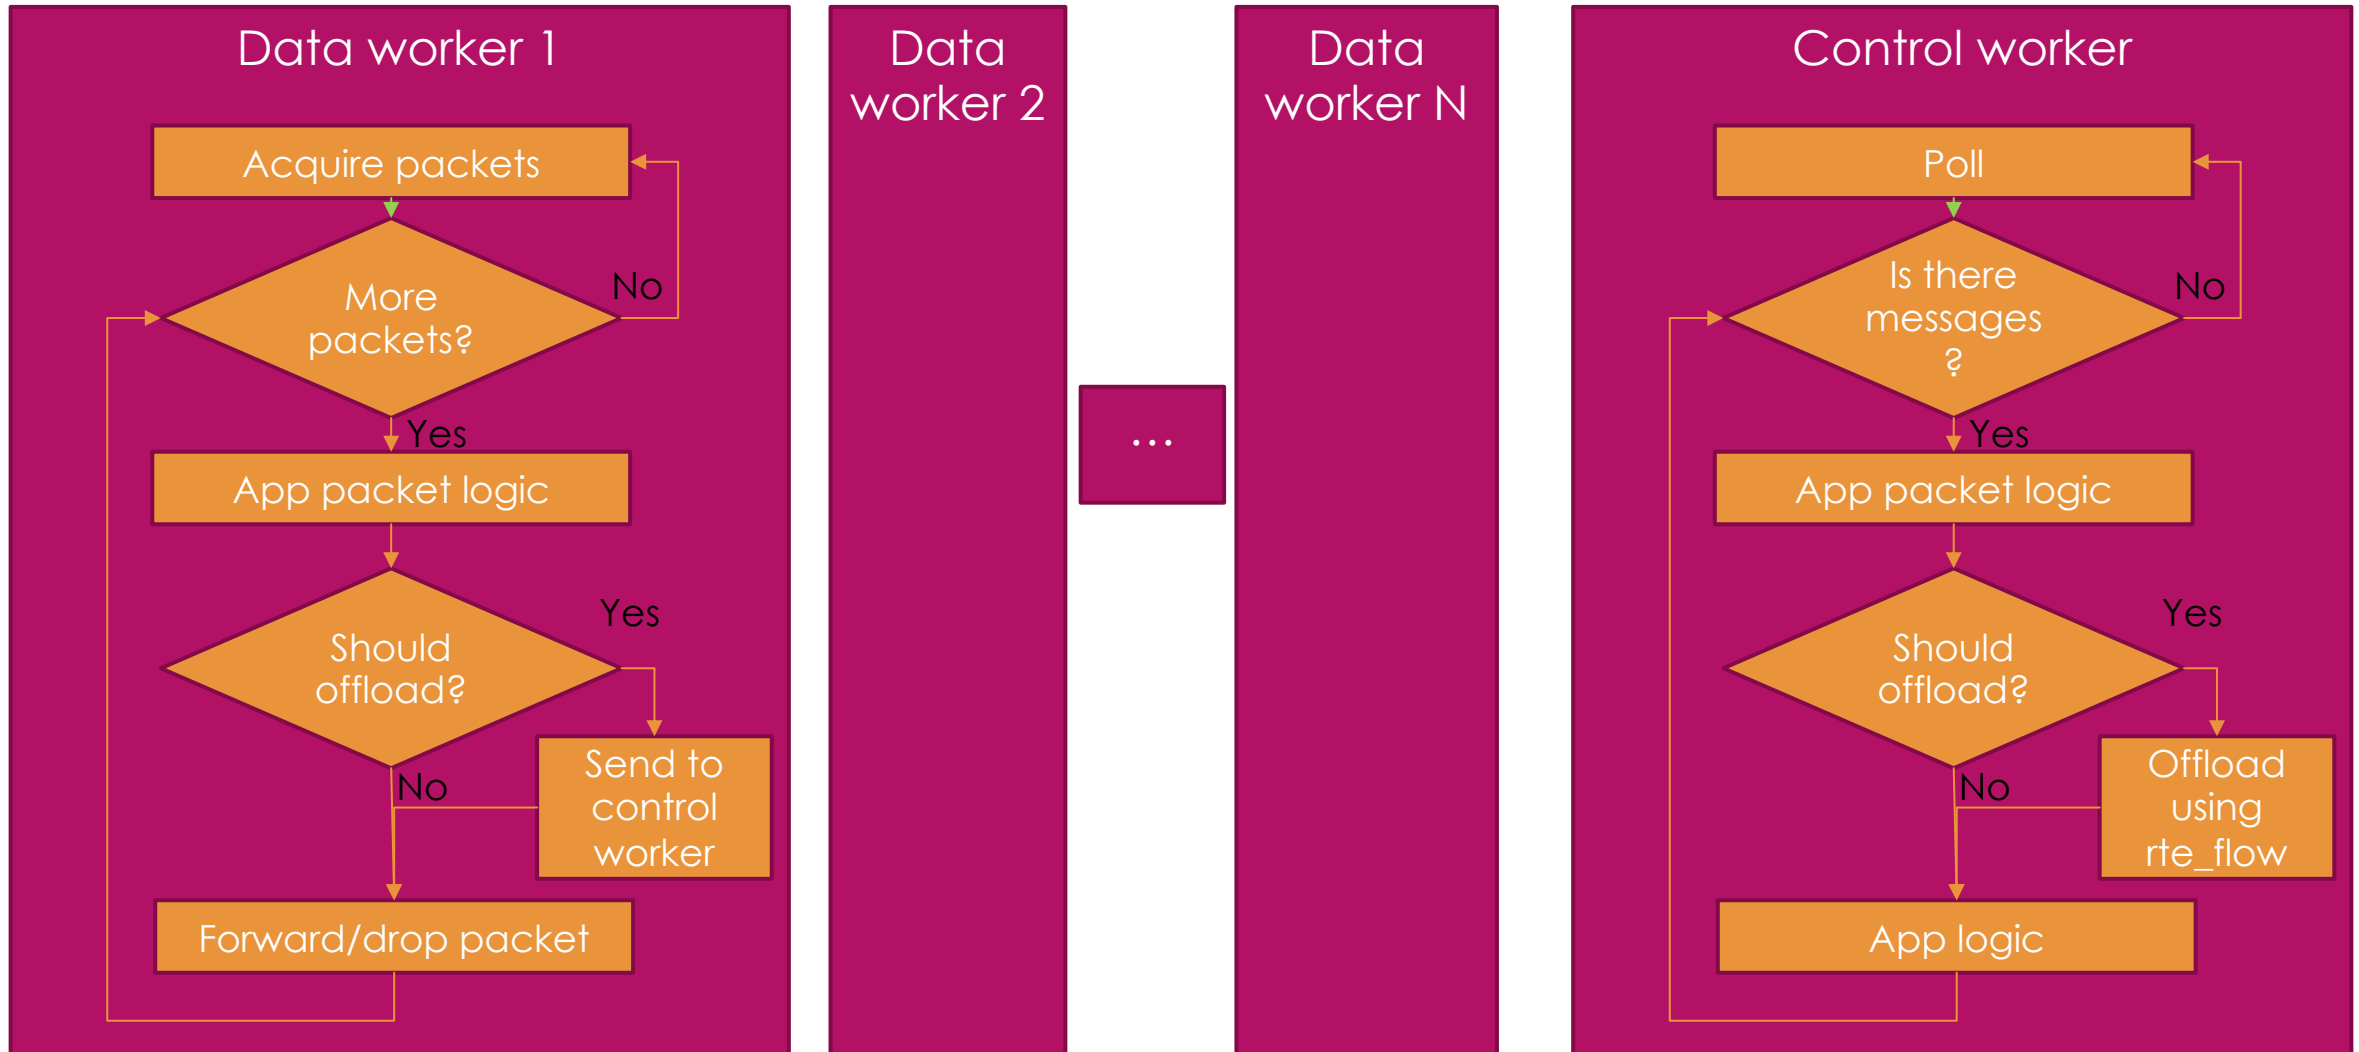 Data worker 1
Acquire packets
More
packets?
No
Yes
App packet logic
Should
offload?
Yes
No
Send to
control
worker
Forward/drop packet
Data
worker 2
...
Data
worker N
Control worker
Poll
Is there
messages
?
No
Yes
App packet logic
Should
offload?
Yes
No
Offload
using
rte_flow
App logic